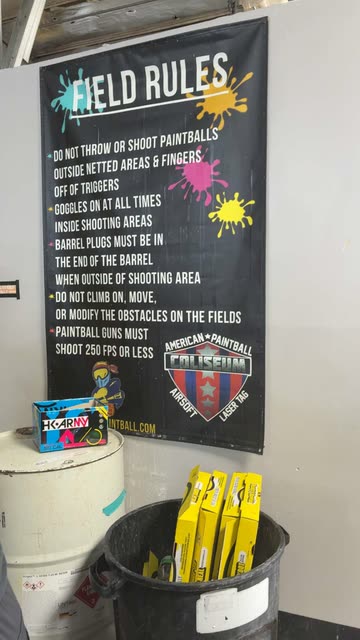 FIELD RULES
DO NOT THROW OR SHOOT PAINTBALLS
OUTSIDE NETTED AREAS & FINGERS
OFF OF TRIGGERS
GOGGLES ON AT ALL TIMES
INSIDE SHOOTING AREAS
BARREL PLUGS MUST BE IN
THE END OF THE BARREL
WHEN OUTSIDE OF SHOOTING AREA
DO NOT CLIMB ON, MOVE,
OR MODIFY THE OBSTACLES ON THE FIELDS
PAINTBALL GUNS MUST
SHOOT 250 FPS OR LESS
AMERICAN ★ PAINTBALL
COLISEUM
AIRSOFT
LASER TAG
INTBALL.COM
HK ARMY